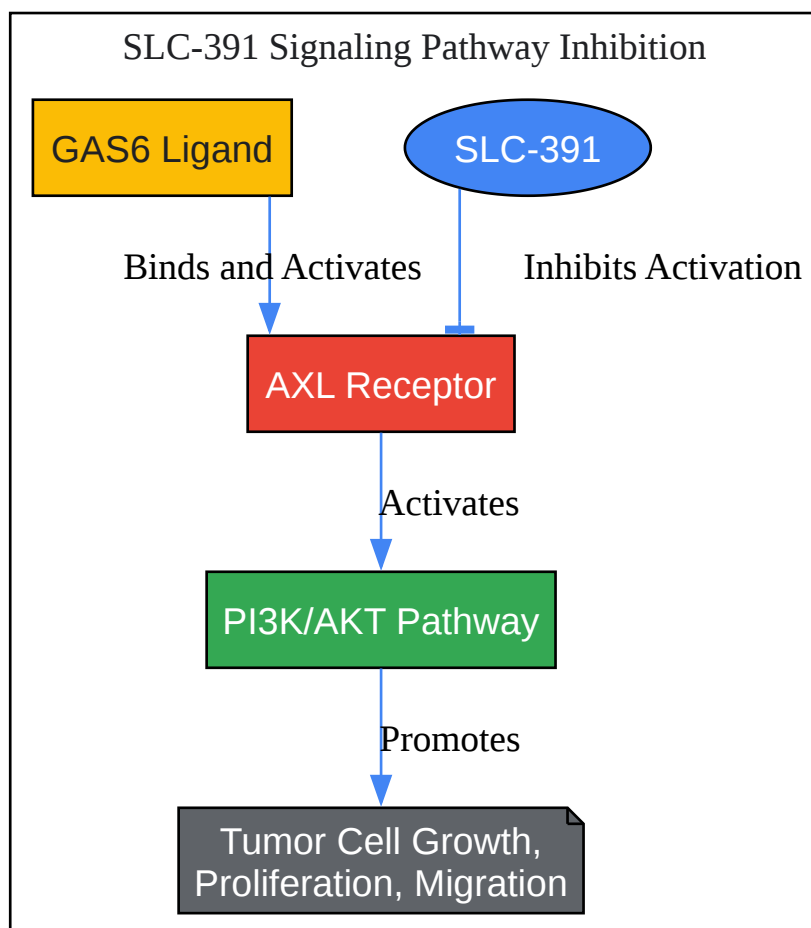 SLC-391 Signaling Pathway Inhibition
GAS6 Ligand
SLC-391
Binds and Activates
Inhibits Activation
AXL Receptor
Activates
PI3K/AKT Pathway
Promotes
Tumor Cell Growth,
Proliferation, Migration